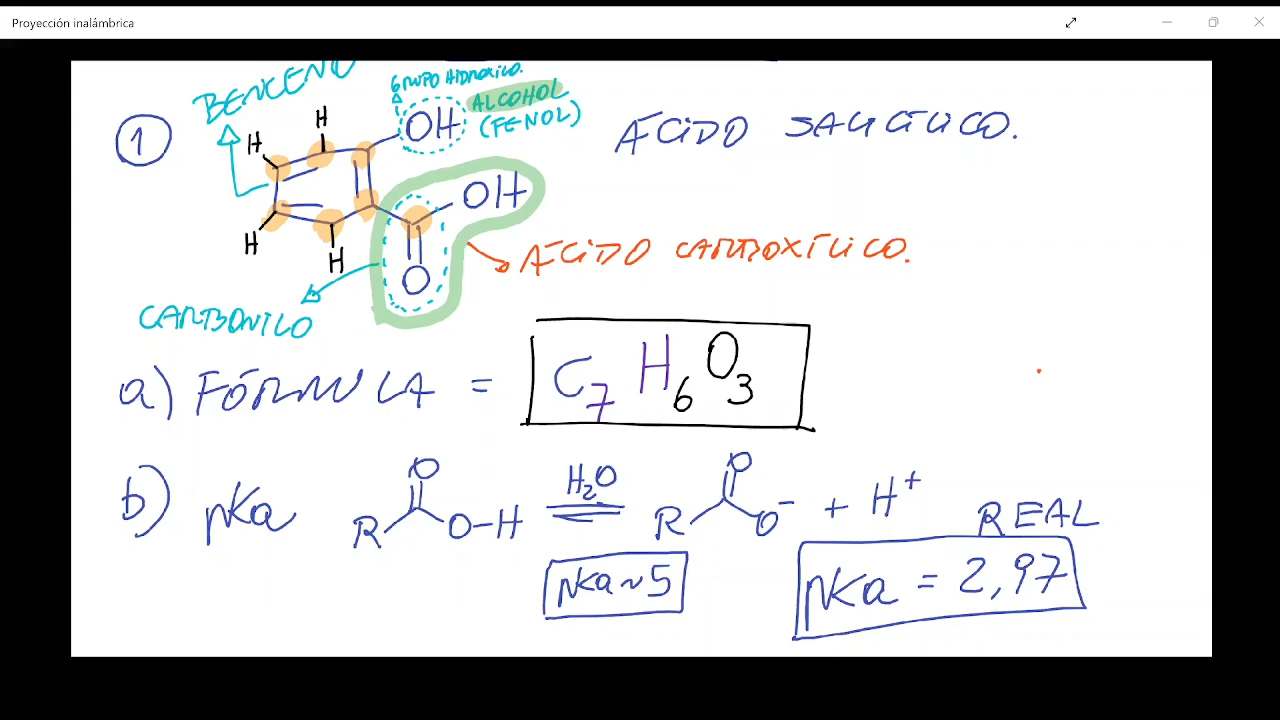 Proyección inalámbrica
BENCENO
GRUPO HIDROXILO.
ALCOHOL
(FENOL)
1
H
H
OH
ÁCIDO SALICÍLICO.
OH
H
H
O
ÁCIDO CARBOXÍLICO.
CARBONILO
a) FÓRMULA = C7H6O3
b) pKa
O
R
O-H
H2O
O
R
O-
+ H+
REAL
pKa ~ 5
pKa = 2,97